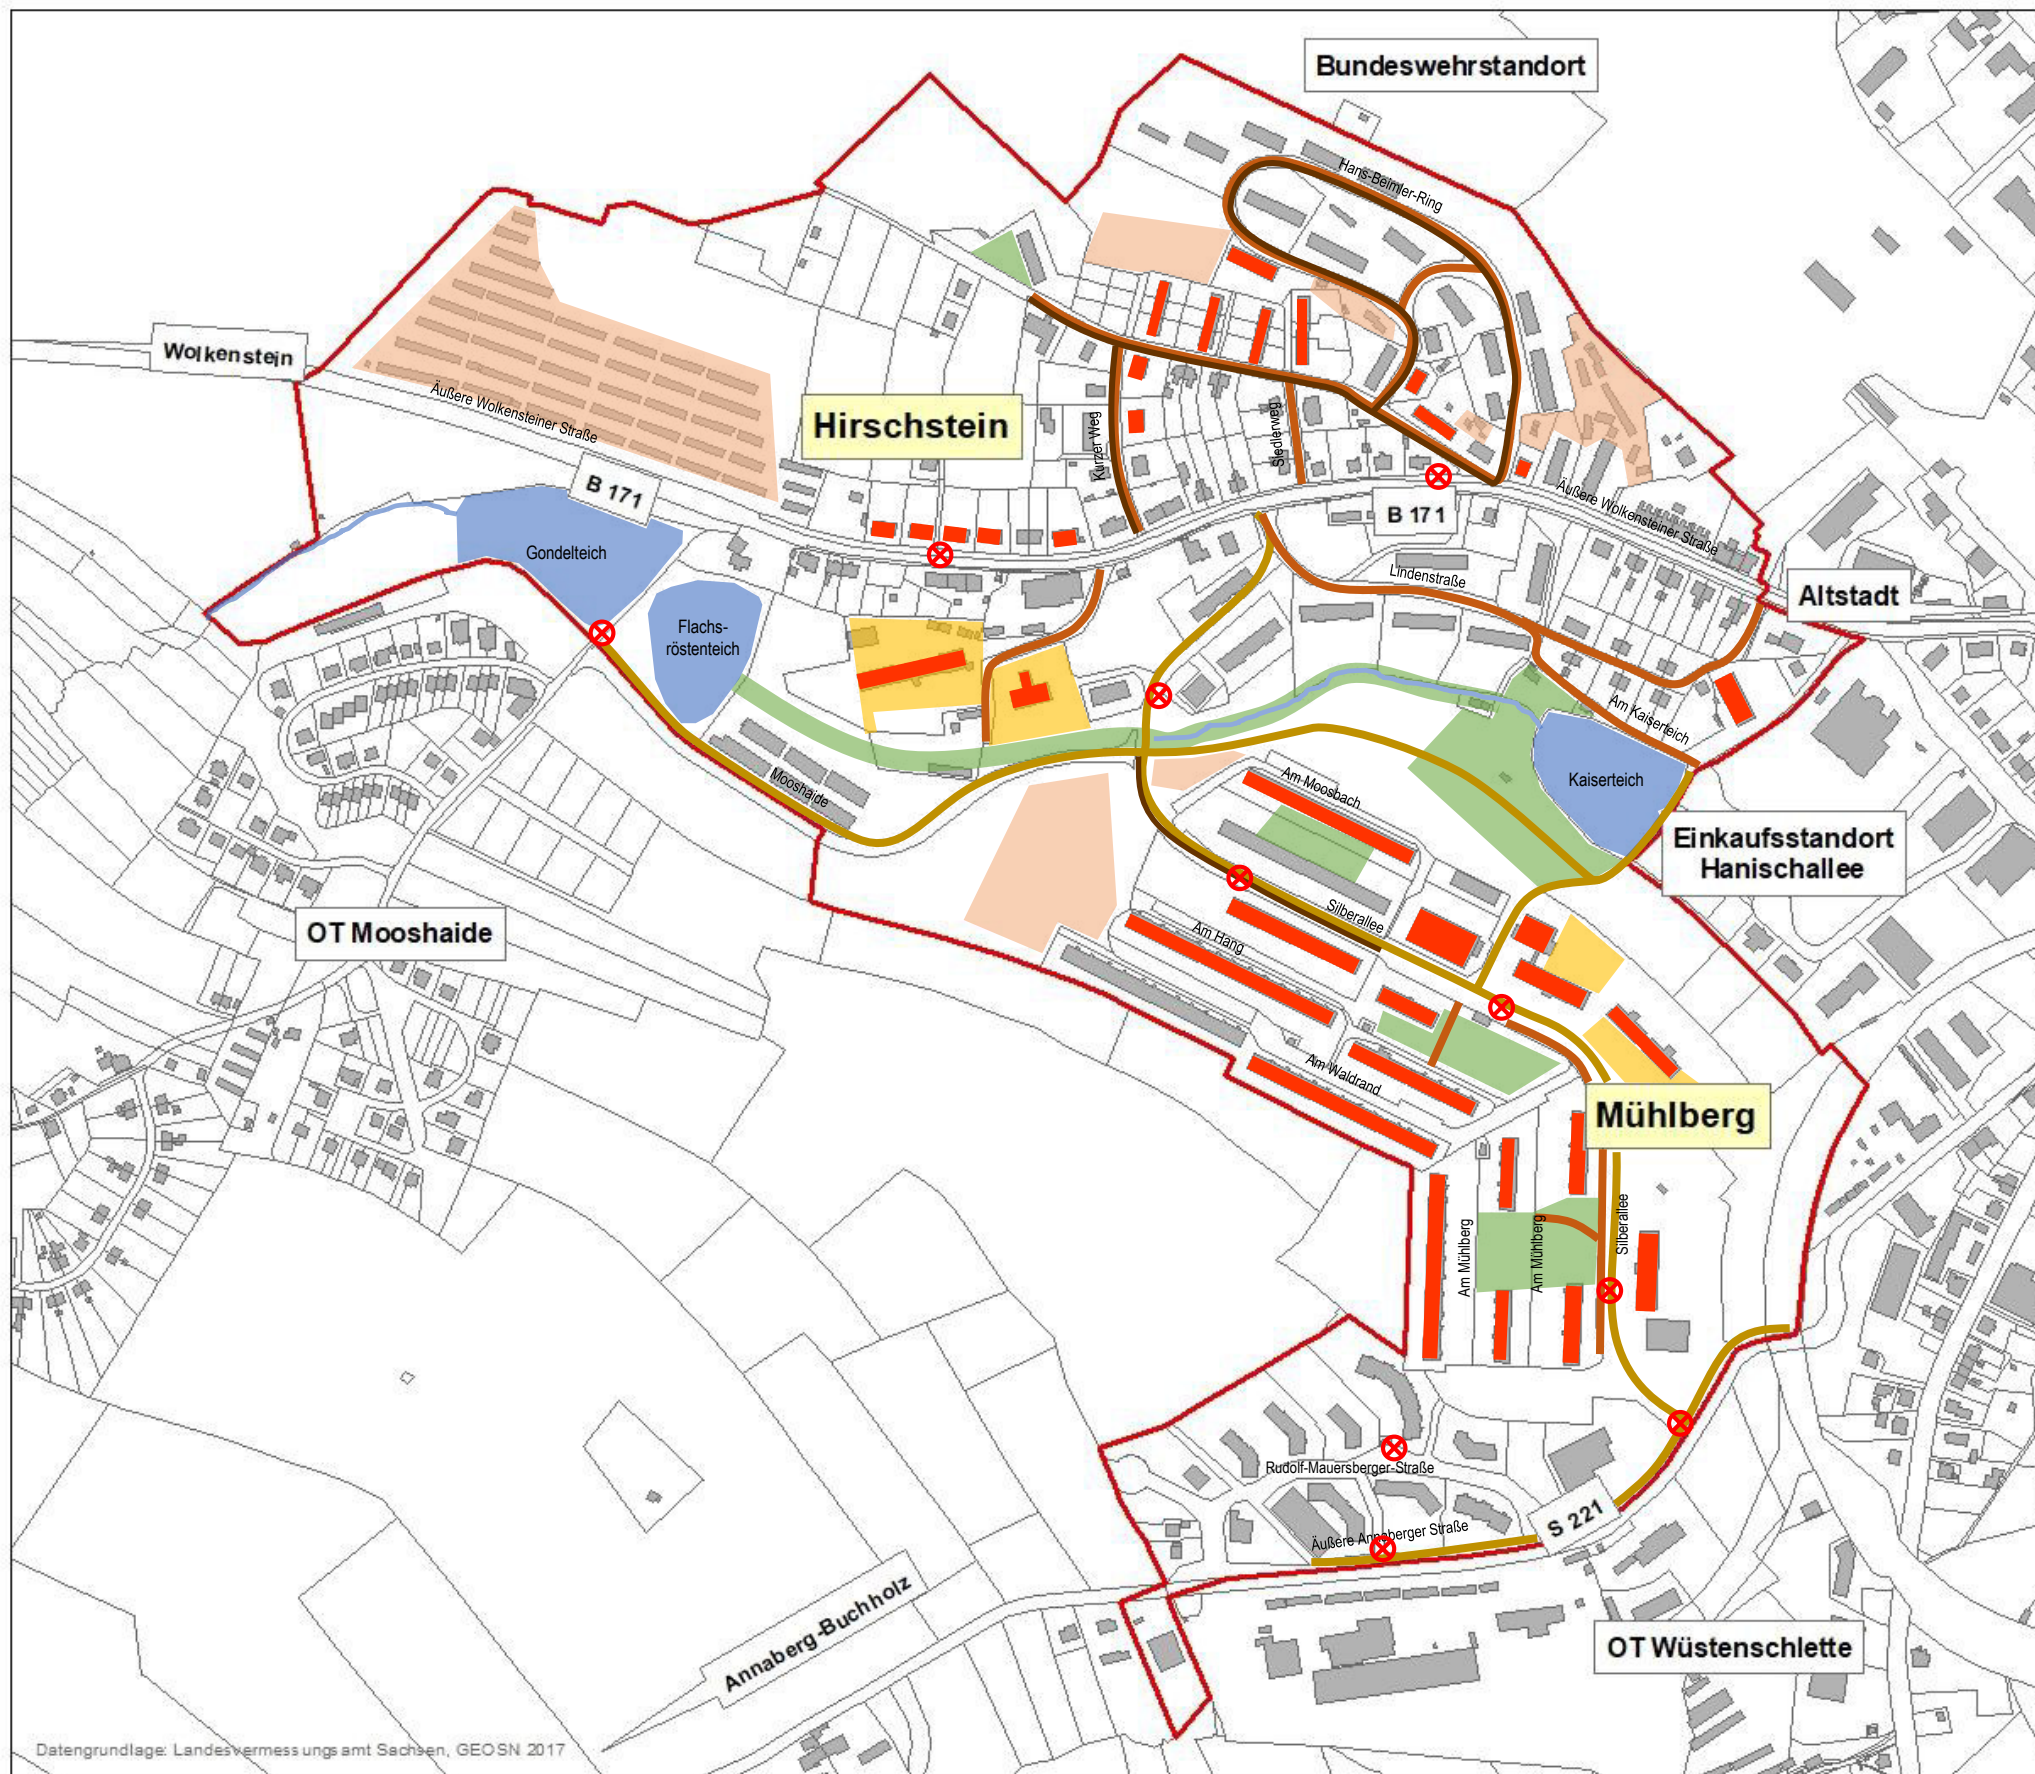 Bundeswehrstandort
Hans-Beimler-Ring
Wolkenstein
Äußere Wolkensteiner Straße
Hirschstein
Kurzer Weg
Siedlerweg
B 171
B 171
Äußere Wolkensteiner Straße
Gondelteich
Lindenstraße
Altstadt
Flachs-
röstenteich
Am Kaiserteich
Mooshaide
Am Moosbach
Kaiserteich
Einkaufsstandort
Hanischallee
Silberallee
Am Hang
OT Mooshaide
Am Waldrand
Mühlberg
Am Mühlberg
Am Mühlberg
Silberallee
Rudolf-Mauersberger-Straße
S 221
Äußere Annaberger Straße
Annaberg-Buchholz
OT Wüstenschlette
Datengrundlage: Landesvermessungsamt Sachsen, GEOSN 2017